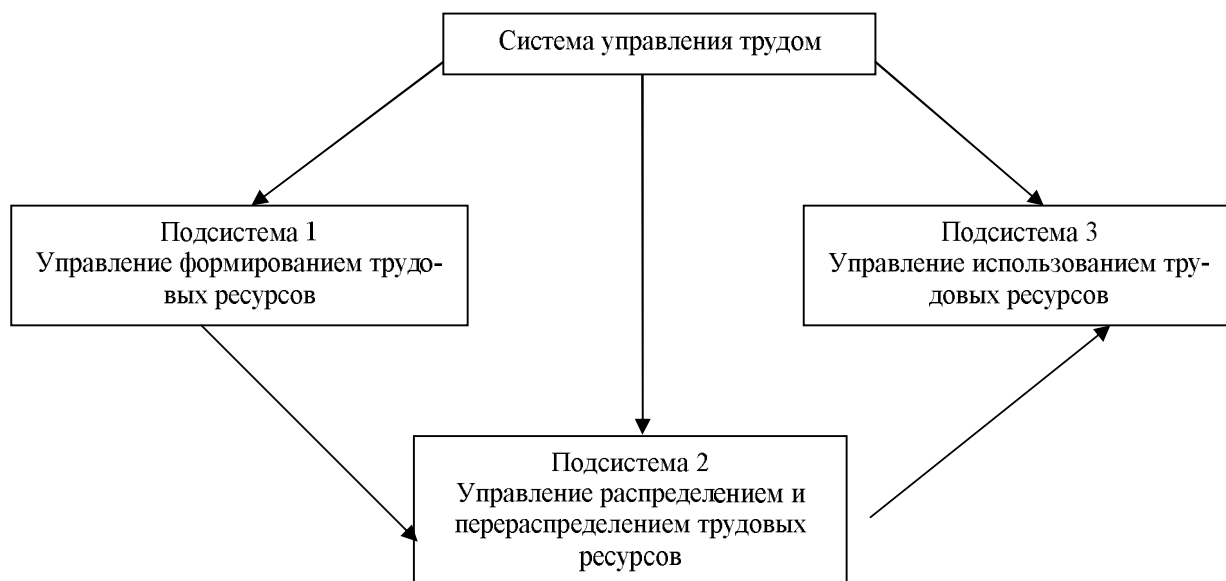 Система управления трудом
Подсистема 1
Управление формированием трудо-
вых ресурсов
Подсистема 3
Управление использованием тру-
довых ресурсов
Подсистема 2
Управление распределением и
перераспределением трудовых
ресурсов